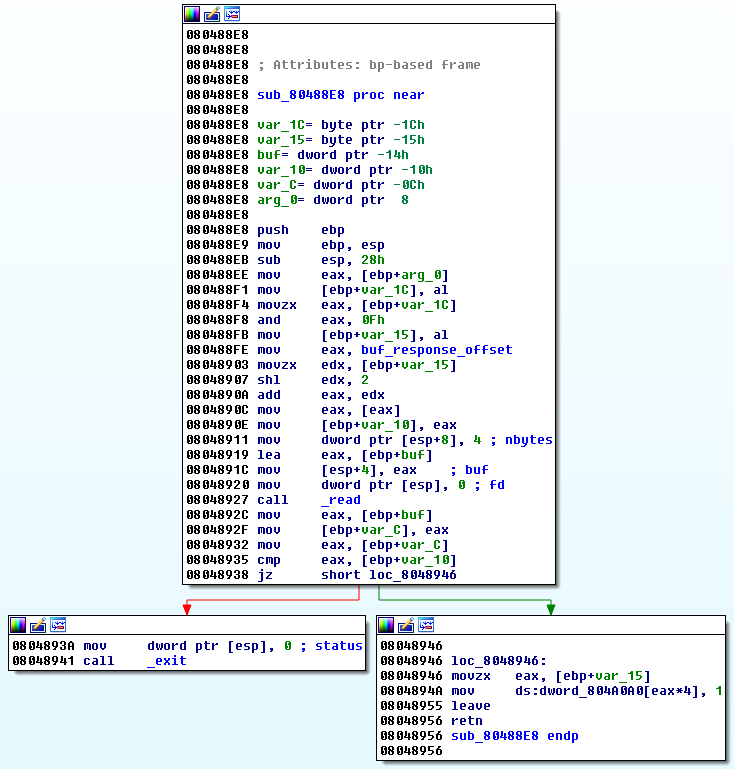 080488E8
080488E8
080488E8 ; Attributes: bp-based frame
080488E8
080488E8 sub_80488E8 proc near
080488E8
080488E8 var_1C= byte ptr -1Ch
080488E8 var_15= byte ptr -15h
080488E8 buf= dword ptr -14h
080488E8 var_10= dword ptr -10h
080488E8 var_C= dword ptr -0Ch
080488E8 arg_0= dword ptr  8
080488E8
080488E8 push    ebp
080488E9 mov     ebp, esp
080488EB sub     esp, 28h
080488EE mov     eax, [ebp+arg_0]
080488F1 mov     [ebp+var_1C], al
080488F4 movzx   eax, [ebp+var_1C]
080488F8 and     eax, 0Fh
080488FB mov     [ebp+var_15], al
080488FE mov     eax, buf_response_offset
08048903 movzx   edx, [ebp+var_15]
08048907 shl     edx, 2
0804890A add     eax, edx
0804890C mov     eax, [eax]
0804890E mov     [ebp+var_10], eax
08048911 mov     dword ptr [esp+8], 4 ; nbytes
08048919 lea     eax, [ebp+buf]
0804891C mov     [esp+4], eax    ; buf
08048920 mov     dword ptr [esp], 0 ; fd
08048927 call    _read
0804892C mov     eax, [ebp+buf]
0804892F mov     [ebp+var_C], eax
08048932 mov     eax, [ebp+var_C]
08048935 cmp     eax, [ebp+var_10]
08048938 jz      short loc_8048946
0804893A mov     dword ptr [esp], 0 ; status
08048941 call    _exit
08048946
08048946 loc_8048946:
08048946 movzx   eax, [ebp+var_15]
0804894A mov     ds:dword_804A0A0[eax*4], 1
08048955 leave
08048956 retn
08048956 sub_80488E8 endp
08048956